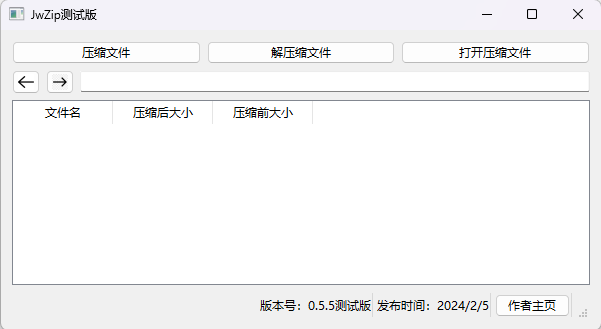 JwZip测试版
压缩文件 解压缩文件 打开压缩文件
文件名 压缩后大小 压缩前大小
版本号：0.5.5测试版 发布时间：2024/2/5 作者主页